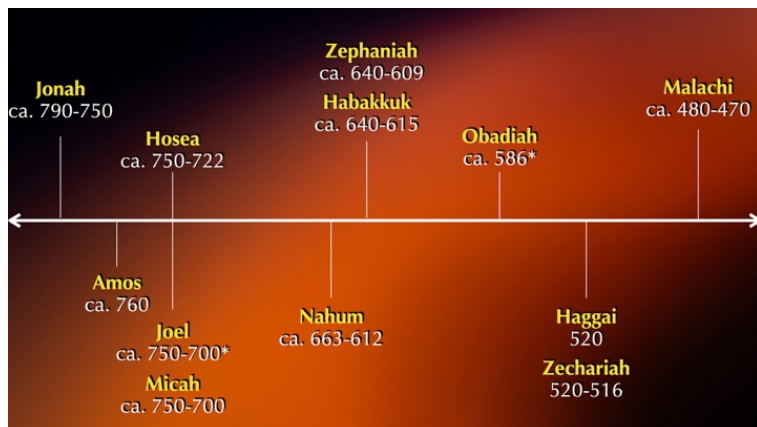 Jonah
ca. 790-750
Hosea
ca. 750-722
Zephaniah
ca. 640-609
Habakkuk
ca. 640-615
Obadiah
ca. 586*
Malachi
ca. 480-470
Amos
ca. 760
Joel
ca. 750-700*
Micah
ca. 750-700
Nahum
ca. 663-612
Haggai
520
Zechariah
520-516